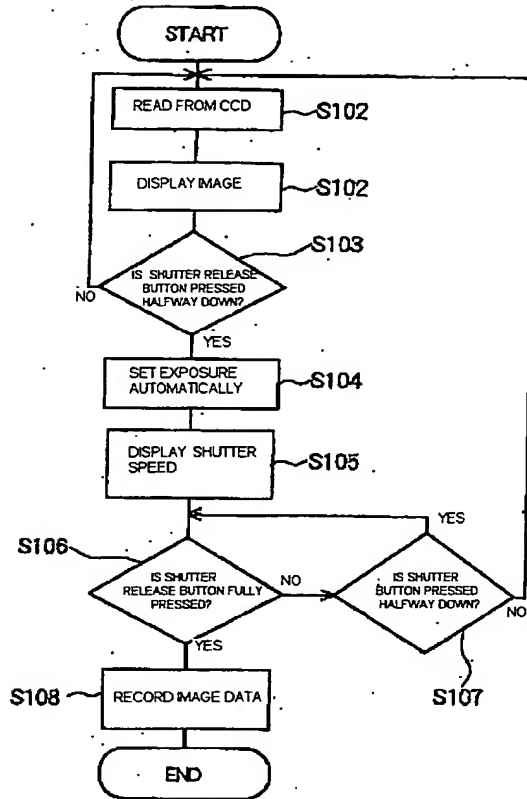 START
READ FROM CCD
S102
DISPLAY IMAGE
S102
S103
IS SHUTTER RELEASE
BUTTON PRESSED
HALFWAY DOWN?
NO
YES
SET EXPOSURE
AUTOMATICALLY
S104
DISPLAY SHUTTER
SPEED
S105
YES
S106
IS SHUTTER
RELEASE BUTTON FULLY
PRESSED?
NO
IS SHUTTER
BUTTON PRESSED
HALFWAY DOWN?
NO
YES
S107
S108
RECORD IMAGE DATA
END